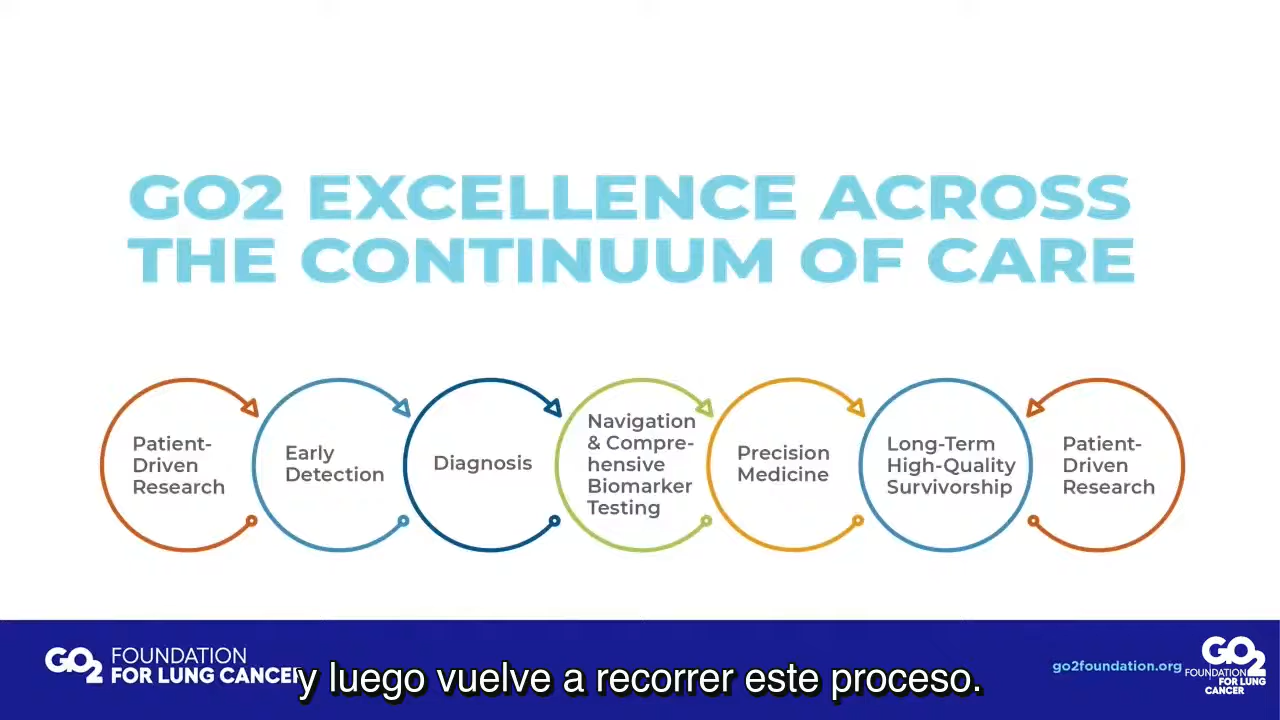 GO2 EXCELLENCE ACROSS
THE CONTINUUM OF CARE
Patient-
Driven
Research
Early
Detection
Diagnosis
Navigation
& Compre-
hensive
Biomarker
Testing
Precision
Medicine
Long-Term
High-Quality
Survivorship
Patient-
Driven
Research
GO2 FOUNDATION
FOR LUNG CANCER
y luego vuelve a recorrer este proceso.
go2foundation.org
GO2
FOUNDATION
FOR LUNG
CANCER